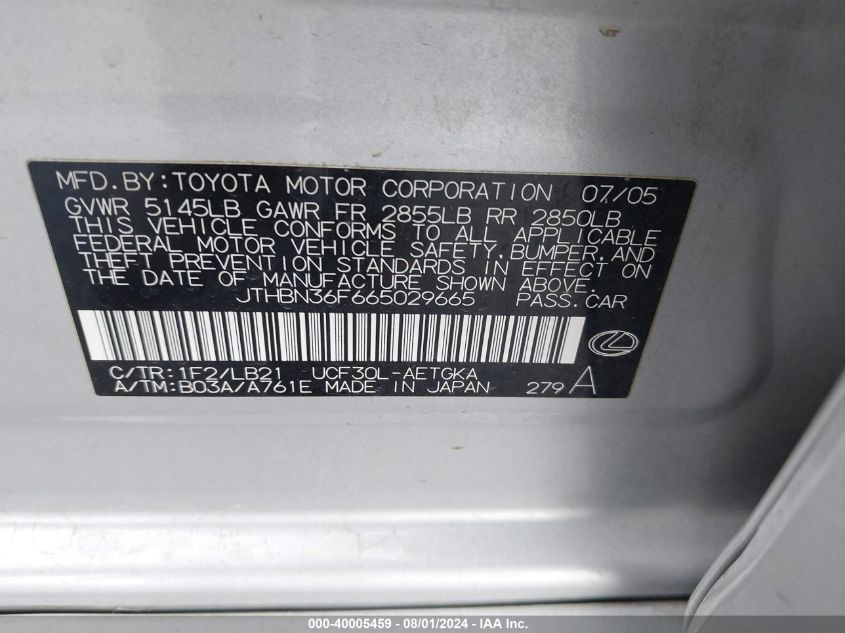 MFD.BY:TOYOTA MOTOR CORPORATION 07/05
GVWR 5145LB GAWR FR 2855LB RR 2850LB
THIS VEHICLE CONFORMS TO ALL APPLICABLE
FEDERAL MOTOR VEHICLE SAFETY,BUMPER,AND
THEFT PREVENTION STANDARDS IN EFFECT ON
THE DATE OF MANUFACTURE SHOWN ABOVE.
JTHBN36F665029665 PASS.CAR
C/TR:1F2/LB21 UCF30L-AETGKA
A/TM:B03A/A761E MADE IN JAPAN 279 A
000-40005459 - 08/01/2024 - IAA Inc.